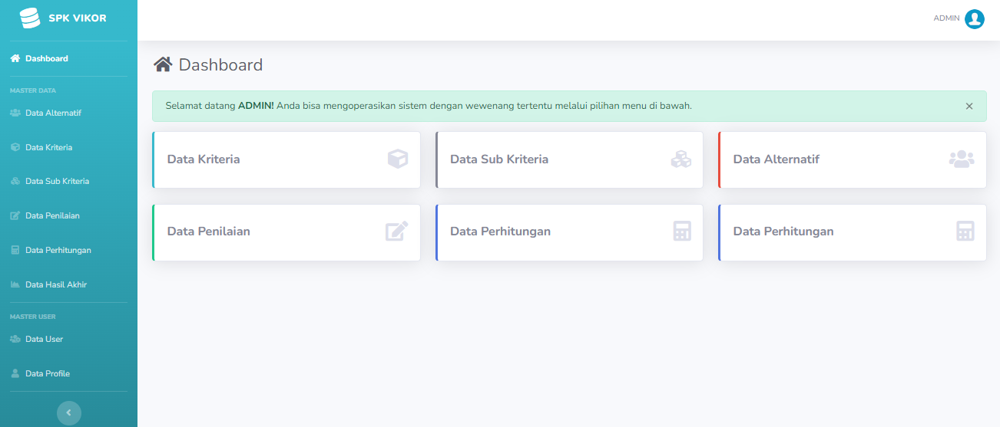 SPK VIKOR
Dashboard
MASTER DATA
Data Alternatif
Data Kriteria
Data Sub Kriteria
Data Penilaian
Data Perhitungan
Data Hasil Akhir
MASTER USER
Data User
Data Profile
ADMIN
Dashboard
Selamat datang ADMIN! Anda bisa mengoperasikan sistem dengan wewenang tertentu melalui pilihan menu di bawah.
Data Kriteria
Data Sub Kriteria
Data Alternatif
Data Penilaian
Data Perhitungan
Data Perhitungan